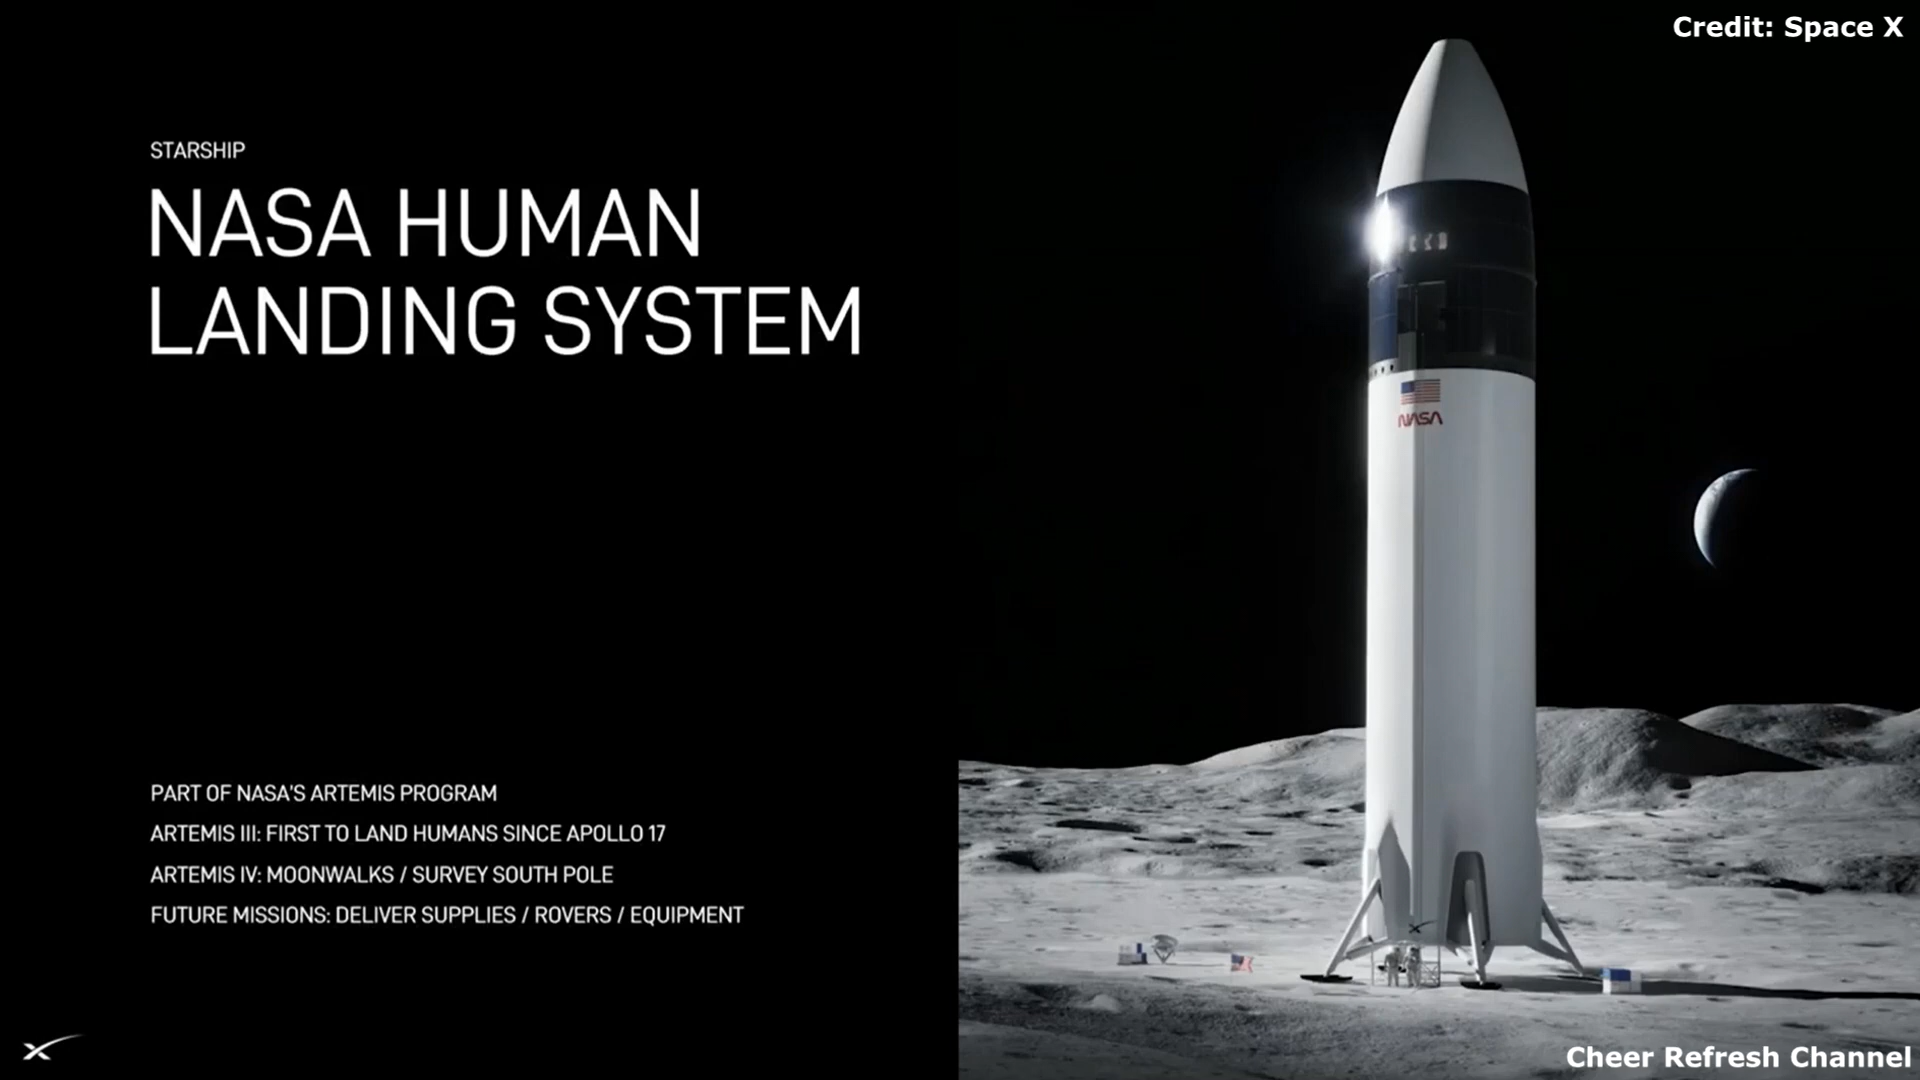 Credit: Space X
STARSHIP
NASA HUMAN
LANDING SYSTEM
NASA
PART OF NASA'S ARTEMIS PROGRAM
ARTEMIS III: FIRST TO LAND HUMANS SINCE APOLLO 17
ARTEMIS IV: MOONWALKS / SURVEY SOUTH POLE
FUTURE MISSIONS: DELIVER SUPPLIES / ROVERS / EQUIPMENT
X
Cheer Refresh Channel